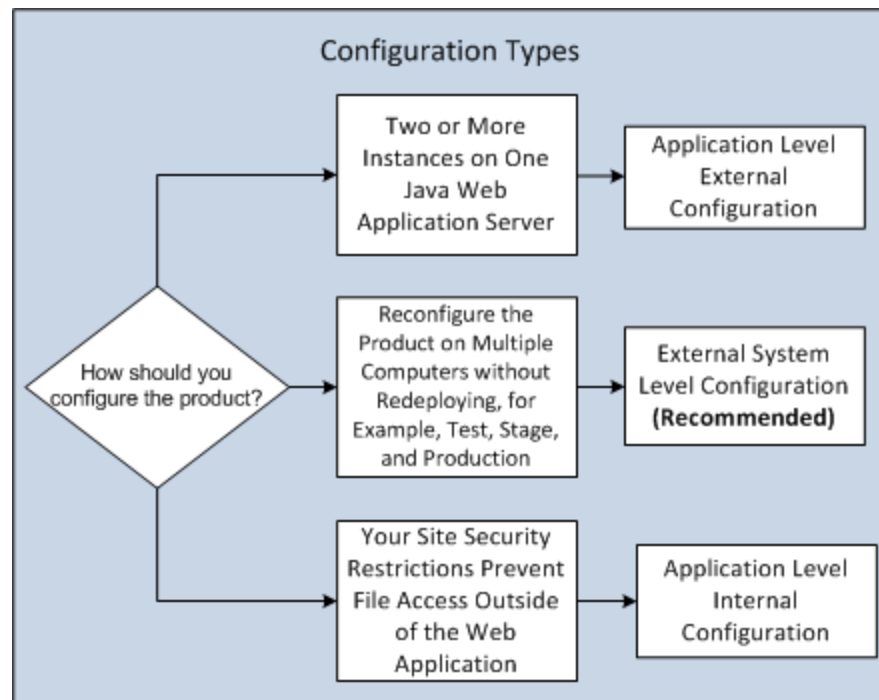 Configuration Types
Two or More
Instances on One
Java Web
Application Server
Application Level
External
Configuration
How should you
configure the product?
Reconfigure the
Product on Multiple
Computers without
Redeploying, for
Example, Test, Stage,
and Production
External System
Level Configuration
(Recommended)
Your Site Security
Restrictions Prevent
File Access Outside
of the Web
Application
Application Level
Internal
Configuration